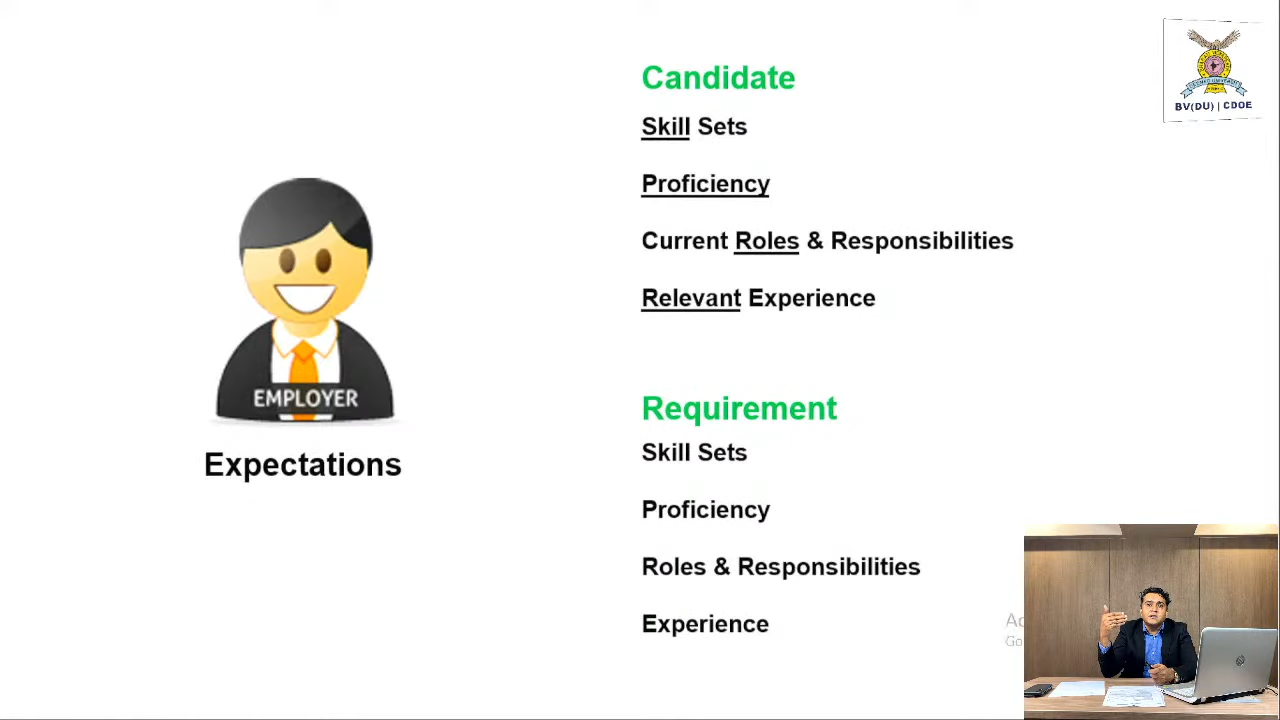 Candidate
Skill Sets
Proficiency
Current Roles & Responsibilities
Relevant Experience
EMPLOYER
Expectations
Requirement
Skill Sets
Proficiency
Roles & Responsibilities
Experience
BV(DU) | CDOE
Go